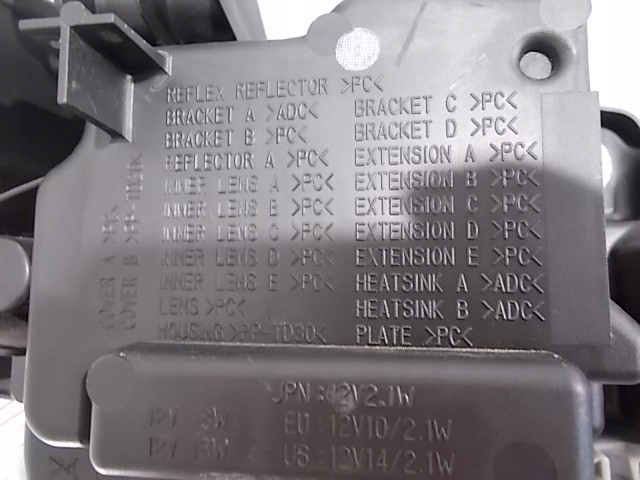 REFLEX REFLECTOR >PC<
BRACKET A >ADC<
BRACKET B >PC<
REFLECTOR A >PC<
INNER LENS A >PC<
INNER LENS B >PC<
INNER LENS C >PC<
INNER LENS D >PC<
INNER LENS E >PC<
LENS >PC<
HOUSING >PP-TD30<
BRACKET C >PC<
BRACKET D >PC<
EXTENSION A >PC<
EXTENSION B >PC<
EXTENSION C >PC<
EXTENSION D >PC<
EXTENSION E >PC<
HEATSINK A >ADC<
HEATSINK B >ADC<
PLATE >PC<
COVER A
COVER B
JPN:12V2.1W
EU:12V10/2.1W
US:12V14/2.1W
12V
12V